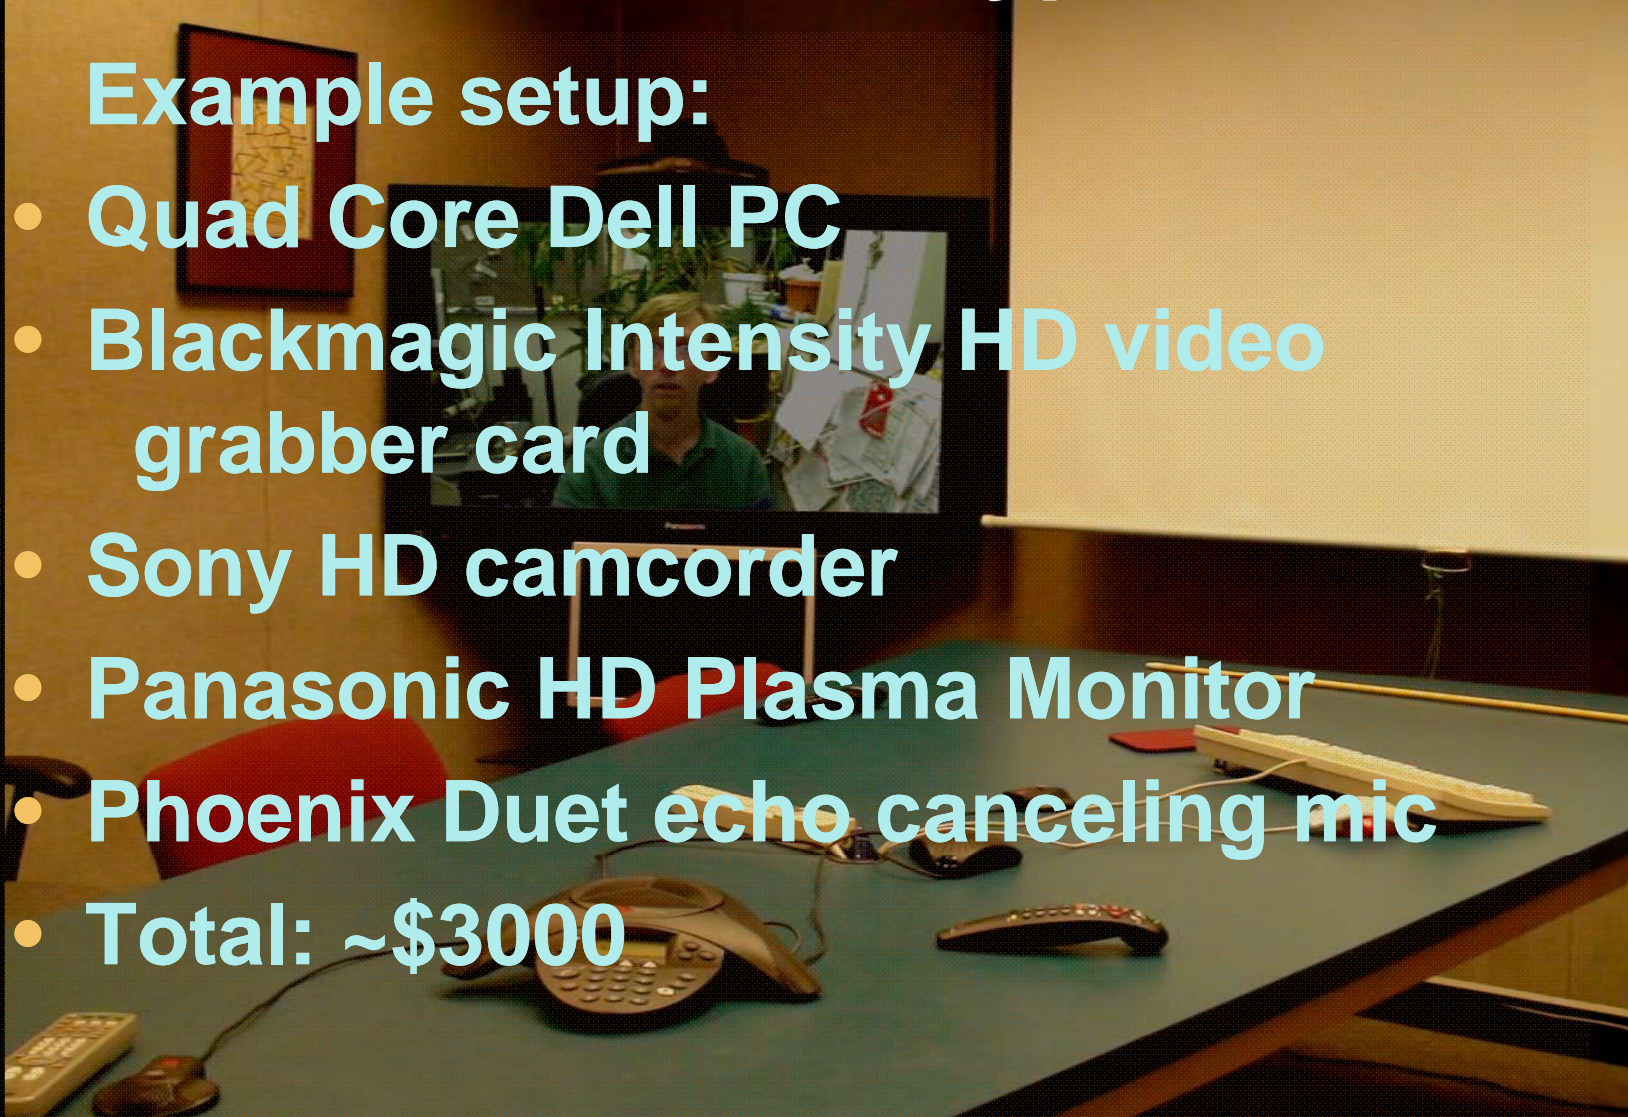 Example setup:
• Quad Core Dell PC
• Blackmagic Intensity HD video
grabber card
• Sony HD camcorder
• Panasonic HD Plasma Monitor
• Phoenix Duet echo canceling mic
• Total: ~$3000
Panasonic